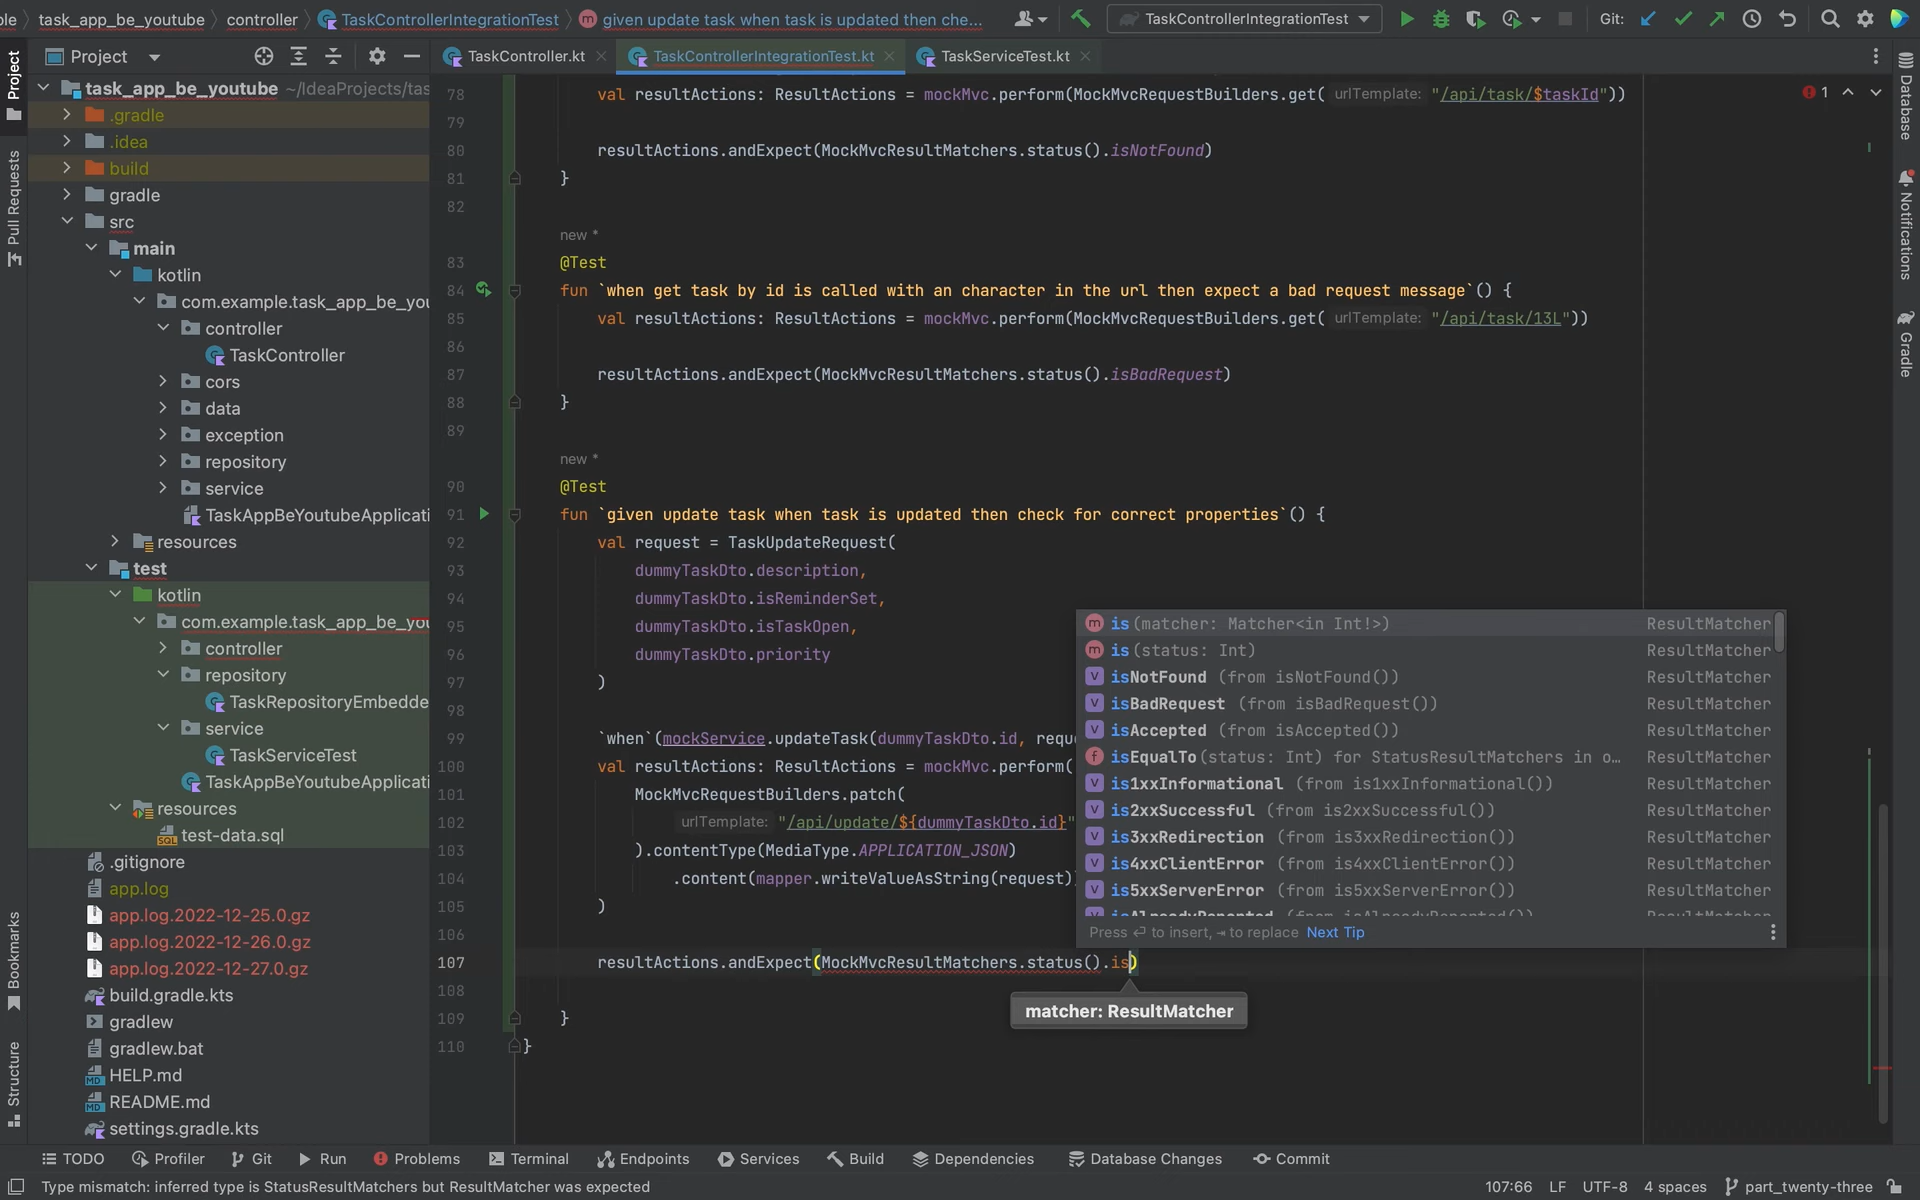 ole
task_app_be_youtube
controller
TaskControllerIntegrationTest
given update task when task is updated then che...
TaskControllerIntegrationTest
Git:
Project
TaskController.kt
TaskControllerIntegrationTest.kt
TaskServiceTest.kt
Project
Pull Requests
Bookmarks
Structure
task_app_be_youtube ~/IdeaProjects/tas
.gradle
.idea
build
gradle
src
main
kotlin
com.example.task_app_be_you
controller
TaskController
cors
data
exception
repository
service
TaskAppBeYoutubeApplicati
resources
test
kotlin
com.example.task_app_be_you
controller
repository
TaskRepositoryEmbedde
service
TaskServiceTest
TaskAppBeYoutubeApplicati
resources
test-data.sql
.gitignore
app.log
app.log.2022-12-25.0.gz
app.log.2022-12-26.0.gz
app.log.2022-12-27.0.gz
build.gradle.kts
gradlew
gradlew.bat
HELP.md
README.md
settings.gradle.kts
78 val resultActions: ResultActions = mockMvc.perform(MockMvcRequestBuilders.get( urlTemplate: "/api/task/$taskId"))
79
80 resultActions.andExpect(MockMvcResultMatchers.status().isNotFound)
81 }
82
new *
83 @Test
84 fun `when get task by id is called with an character in the url then expect a bad request message`() {
85 val resultActions: ResultActions = mockMvc.perform(MockMvcRequestBuilders.get( urlTemplate: "/api/task/13L"))
86
87 resultActions.andExpect(MockMvcResultMatchers.status().isBadRequest)
88 }
89
new *
90 @Test
91 fun `given update task when task is updated then check for correct properties`() {
92 val request = TaskUpdateRequest(
93 dummyTaskDto.description,
94 dummyTaskDto.isReminderSet,
95 dummyTaskDto.isTaskOpen,
96 dummyTaskDto.priority
97 )
98
99 `when`(mockService.updateTask(dummyTaskDto.id, requ
100 val resultActions: ResultActions = mockMvc.perform(
101 MockMvcRequestBuilders.patch(
102 urlTemplate: "/api/update/${dummyTaskDto.id}"
103 ).contentType(MediaType.APPLICATION_JSON)
104 .content(mapper.writeValueAsString(request))
105 )
106
107 resultActions.andExpect(MockMvcResultMatchers.status().is)
108
109 }
110 }
is(matcher: Matcher<in Int!>) ResultMatcher
is(status: Int) ResultMatcher
isNotFound (from isNotFound()) ResultMatcher
isBadRequest (from isBadRequest()) ResultMatcher
isAccepted (from isAccepted()) ResultMatcher
isEqualTo(status: Int) for StatusResultMatchers in o... ResultMatcher
is1xxInformational (from is1xxInformational()) ResultMatcher
is2xxSuccessful (from is2xxSuccessful()) ResultMatcher
is3xxRedirection (from is3xxRedirection()) ResultMatcher
is4xxClientError (from is4xxClientError()) ResultMatcher
is5xxServerError (from is5xxServerError()) ResultMatcher
isAlreadyReported (from isAlreadyReported()) ResultMatcher
Press ⏎ to insert, ⇥ to replace Next Tip
matcher: ResultMatcher
1
Database
Notifications
Gradle
TODO Profiler Git Run Problems Terminal Endpoints Services Build Dependencies Database Changes Commit
Type mismatch: inferred type is StatusResultMatchers but ResultMatcher was expected
107:66 LF UTF-8 4 spaces part_twenty-three